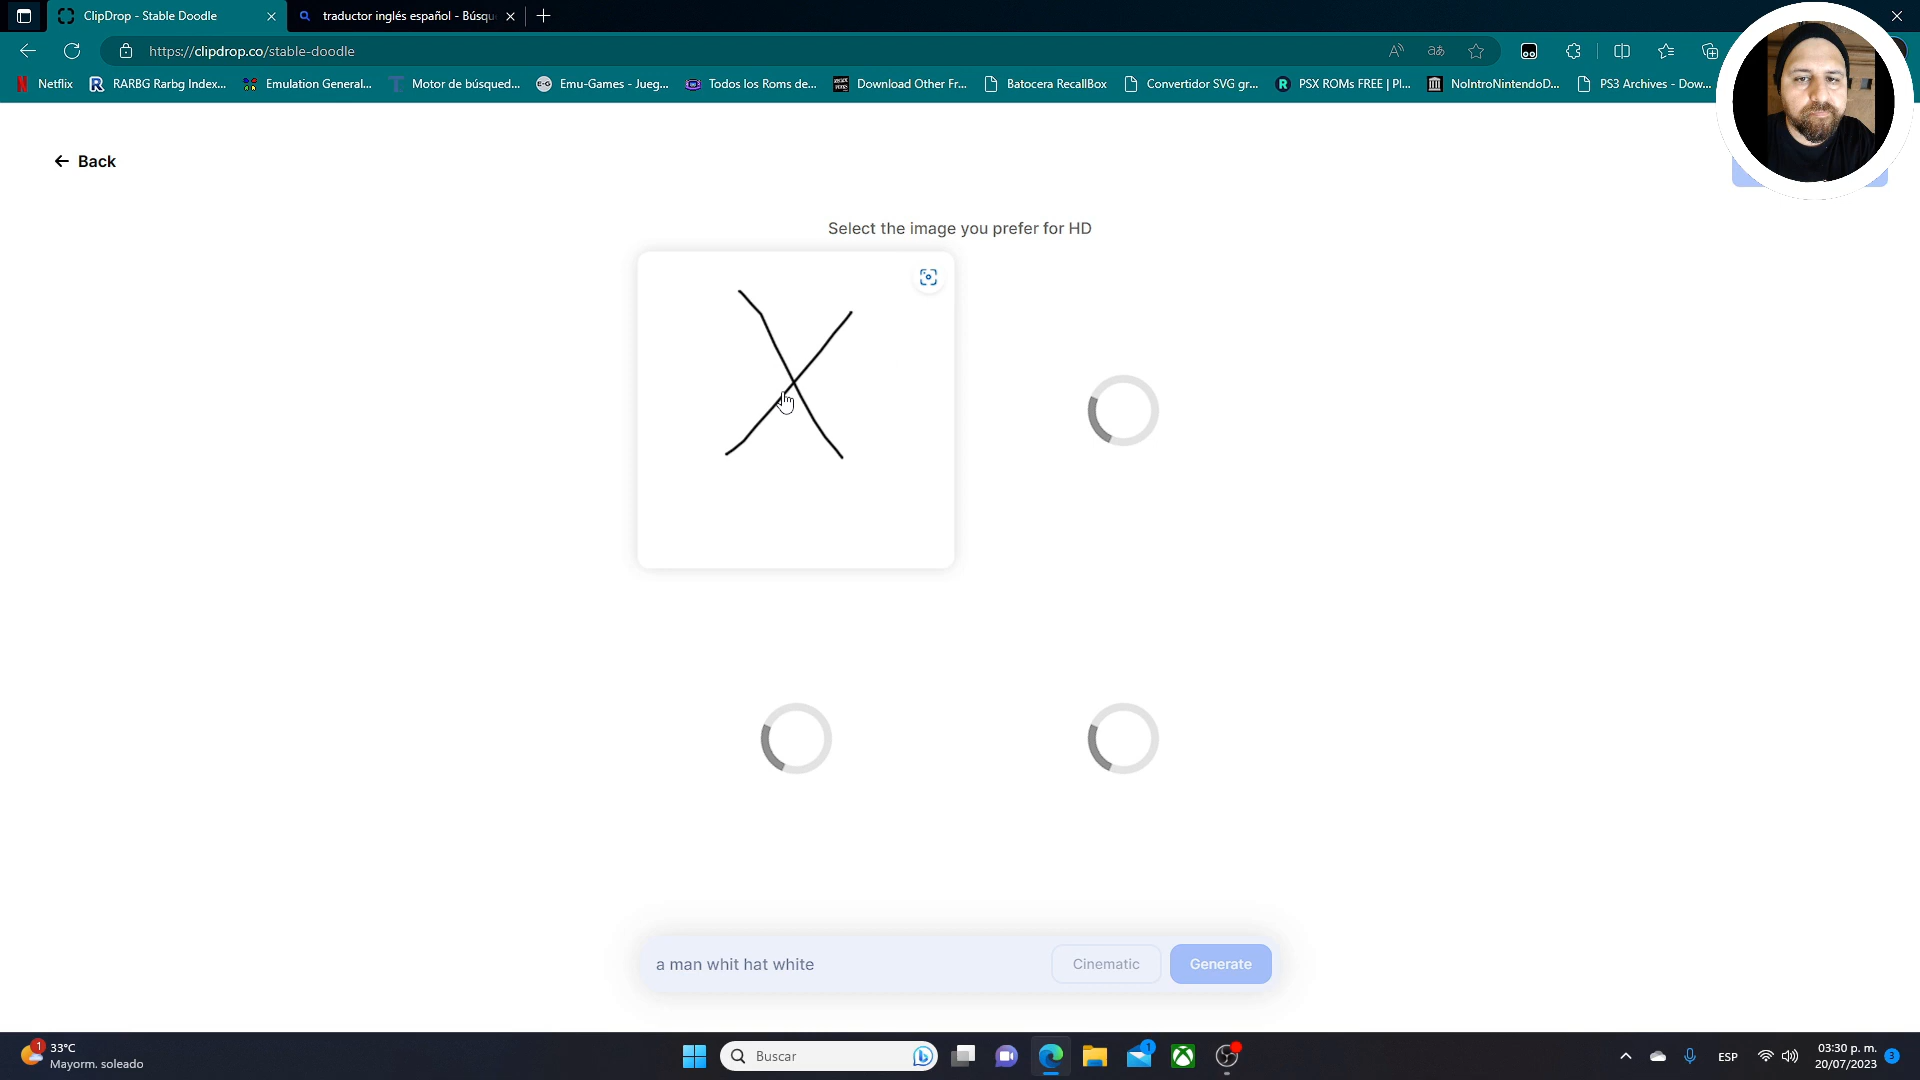 ClipDrop - Stable Doodle
traductor inglés español - Búsqu
https://clipdrop.co/stable-doodle
Netflix
RARBG Rarbg Index...
Emulation General...
Motor de búsqued...
Emu-Games - Jueg...
Todos los Roms de...
Download Other Fr...
Batocera RecallBox
Convertidor SVG gr...
PSX ROMs FREE | Pl...
NoIntroNintendoD...
PS3 Archives - Dow...
Back
Select the image you prefer for HD
a man whit hat white
Cinematic
Generate
1
33°C
Mayorm. soleado
Buscar
1
ESP
03:30 p. m.
20/07/2023
3